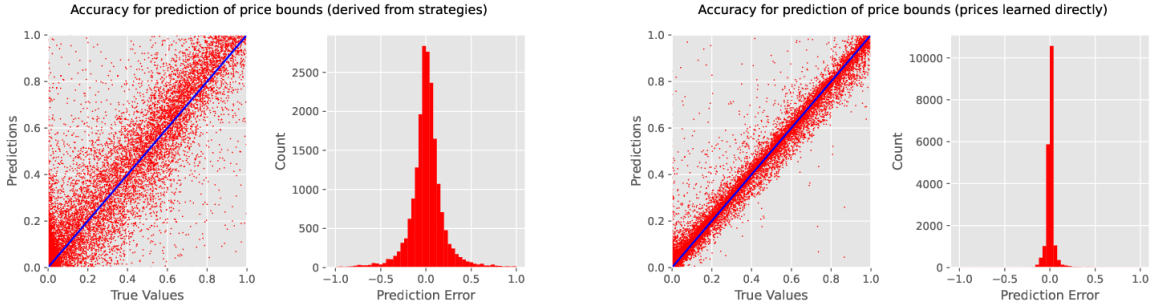 Accuracy for prediction of price bounds (derived from strategies)
1.0
0.8
0.6
0.4
0.2
0.0
Predictions
0.0 0.2 0.4 0.6 0.8 1.0
True Values
2500
2000
1500
1000
500
0
Count
−1.0 −0.5 0.0 0.5 1.0
Prediction Error
Accuracy for prediction of price bounds (prices learned directly)
1.0
0.8
0.6
0.4
0.2
0.0
Predictions
0.0 0.2 0.4 0.6 0.8 1.0
True Values
10000
8000
6000
4000
2000
0
Count
−1.0 −0.5 0.0 0.5 1.0
Prediction Error